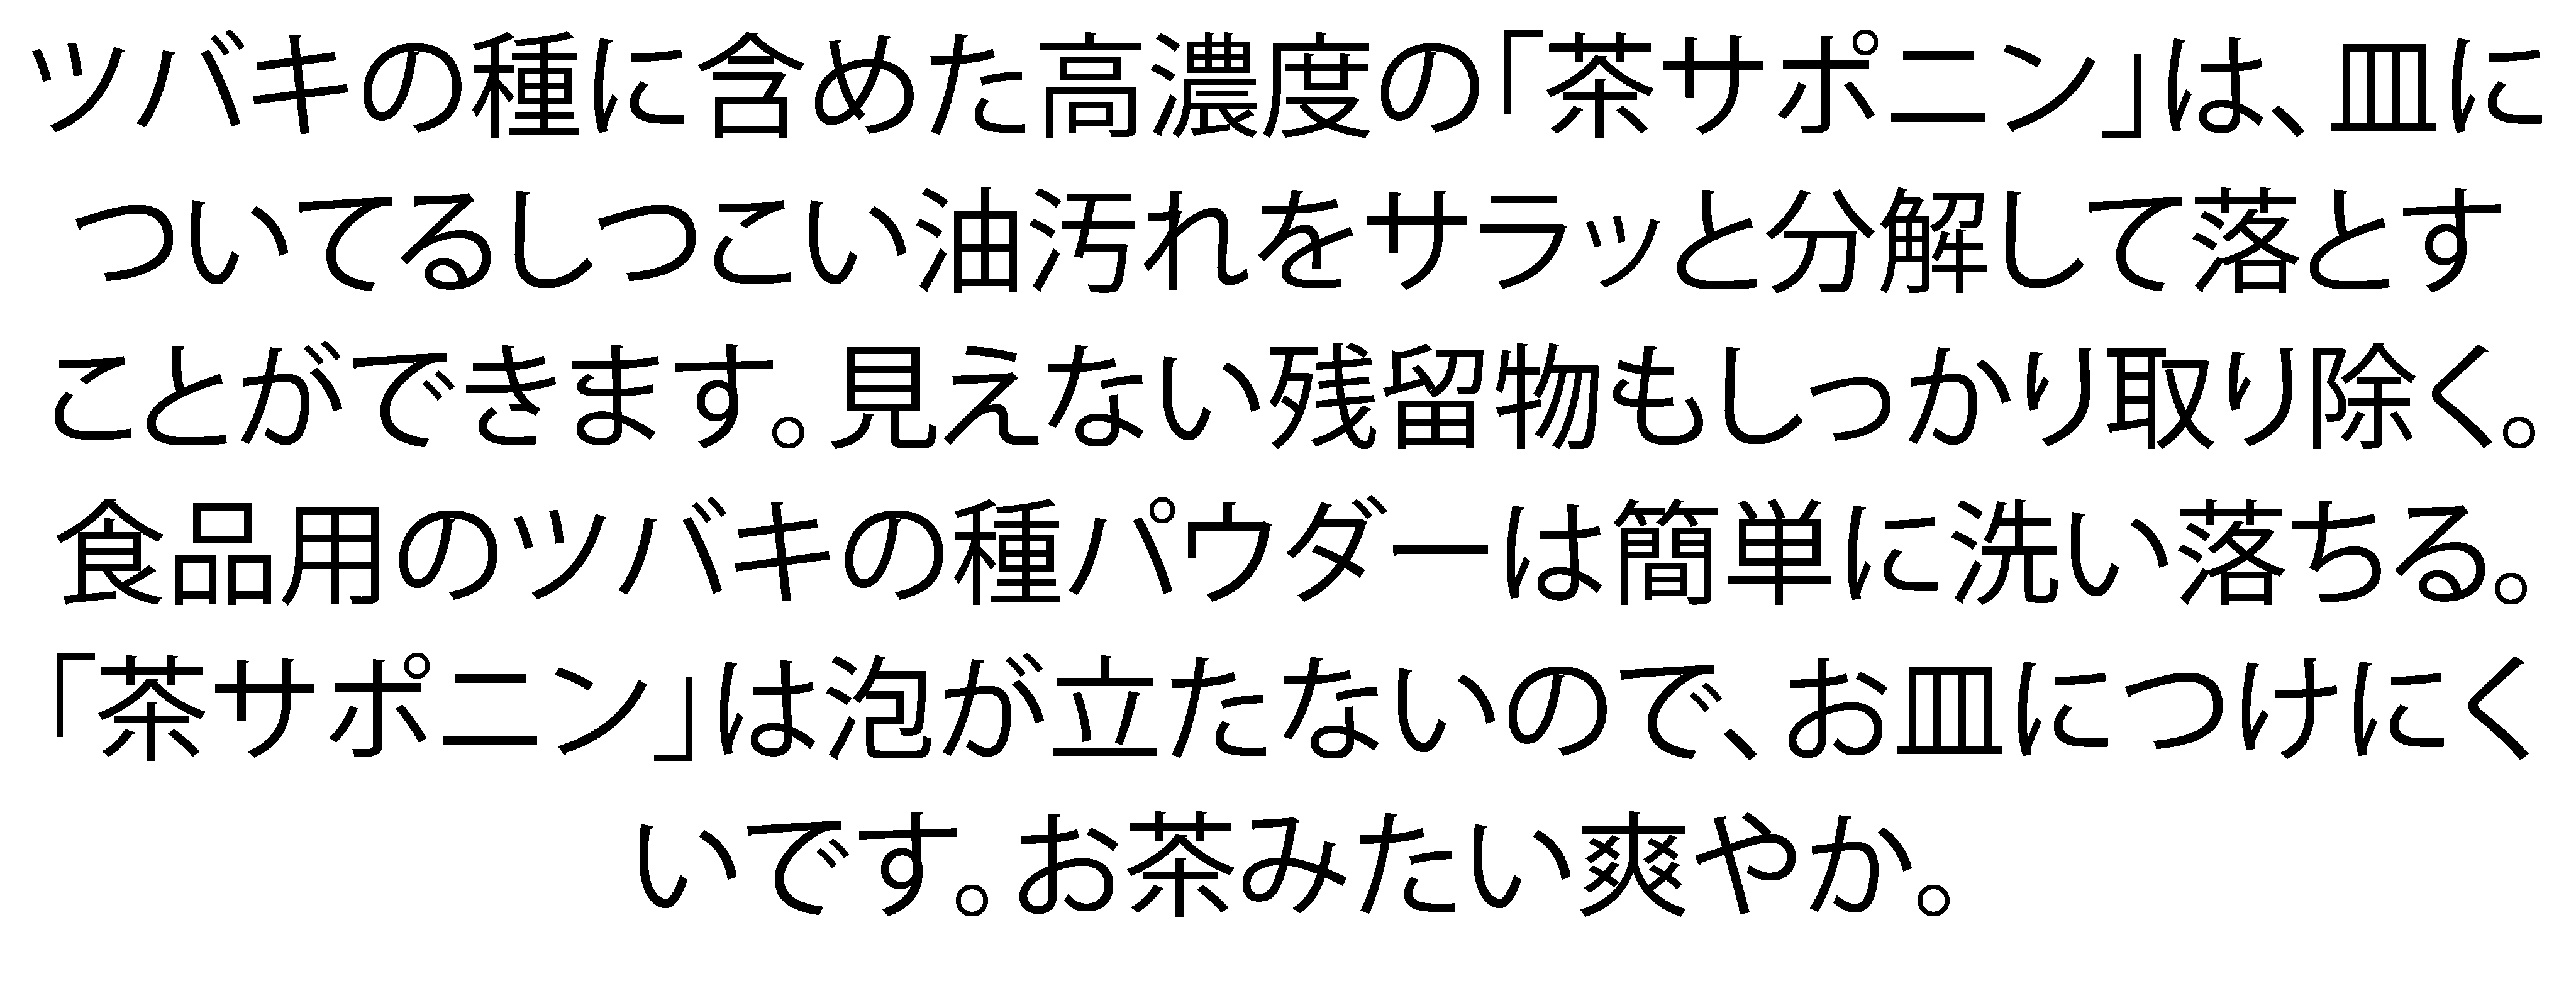 ツバキの種に含めた高濃度の「茶サポニン」は、皿に
ついてるしつこい油汚れをサラッと分解して落とす
ことができます。見えない残留物もしっかり取り除く。
食品用のツバキの種パウダーは簡単に洗い落ちる。
「茶サポニン」は泡が立たないので、お皿につけにく
いです。お茶みたい爽やか。